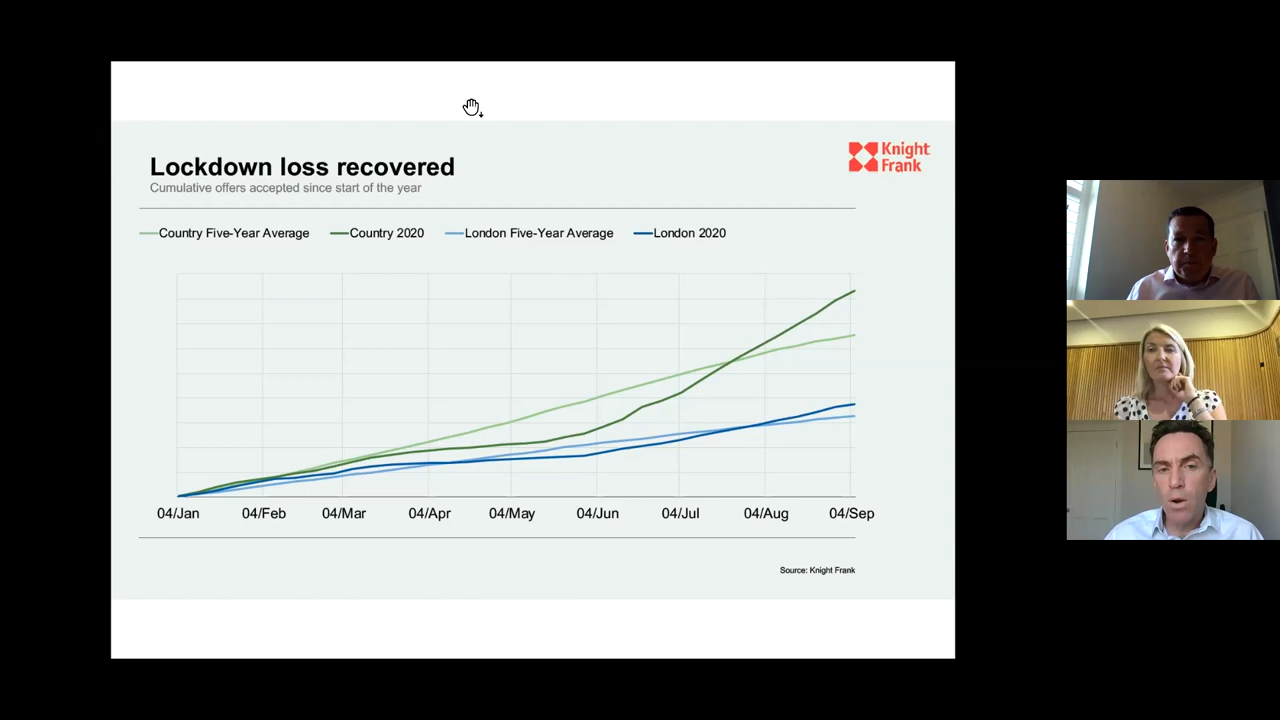 Lockdown loss recovered
Cumulative offers accepted since start of the year
Knight
Frank
Country Five-Year Average Country 2020 London Five-Year Average London 2020
04/Jan 04/Feb 04/Mar 04/Apr 04/May 04/Jun 04/Jul 04/Aug 04/Sep
Source: Knight Frank